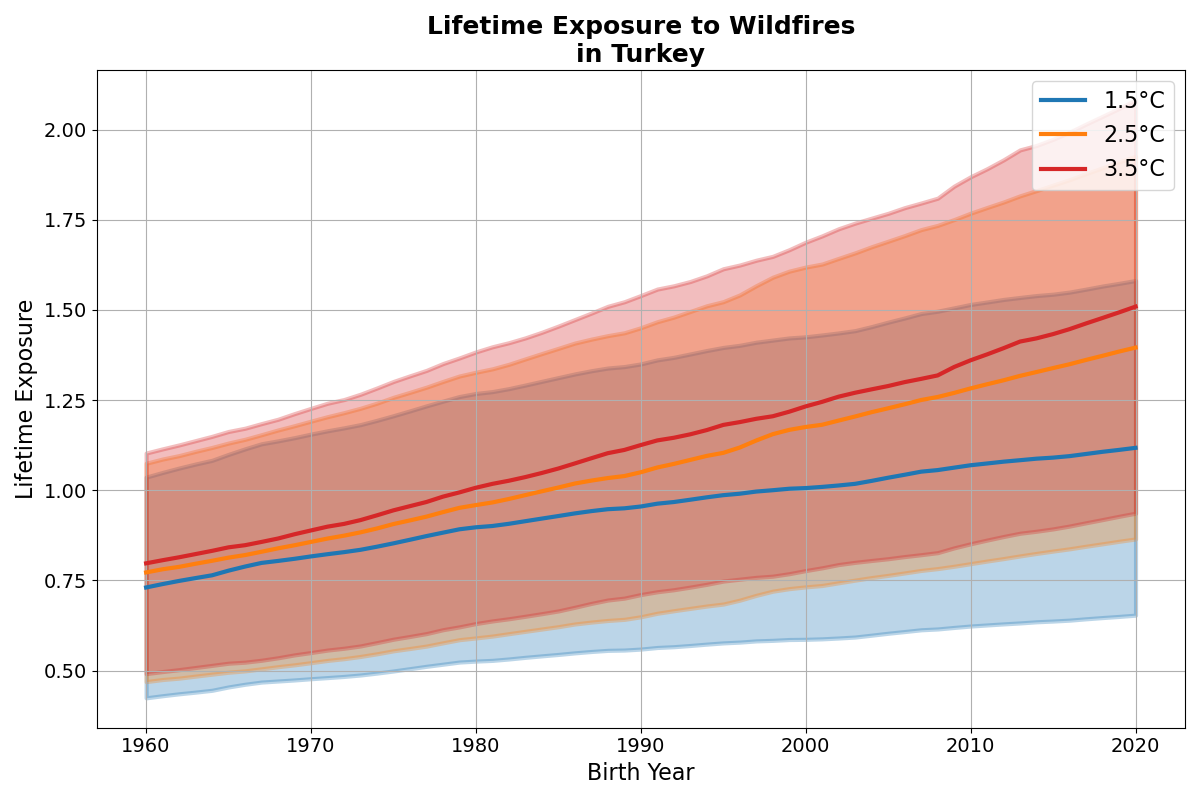 Lifetime Exposure to Wildfires
in Turkey
1.5°C
2.5°C
3.5°C
2.00
1.75
1.50
1.25
1.00
0.75
0.50
Lifetime Exposure
1960 1970 1980 1990 2000 2010 2020
Birth Year